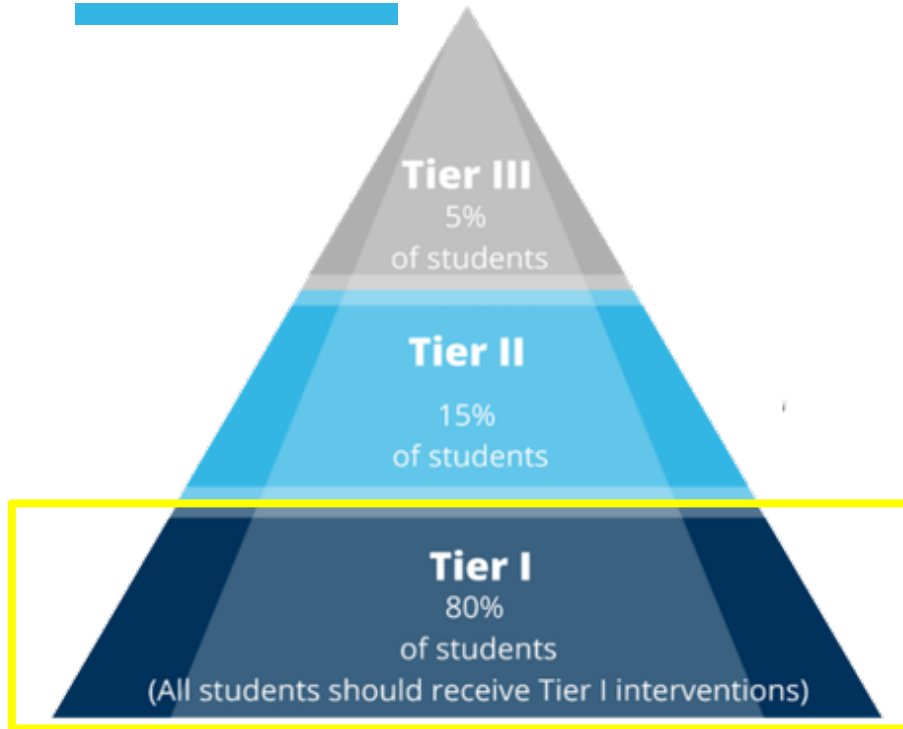 Tier III
5%
of students
Tier II
15%
of students
Tier I
80%
of students
(All students should receive Tier I interventions)